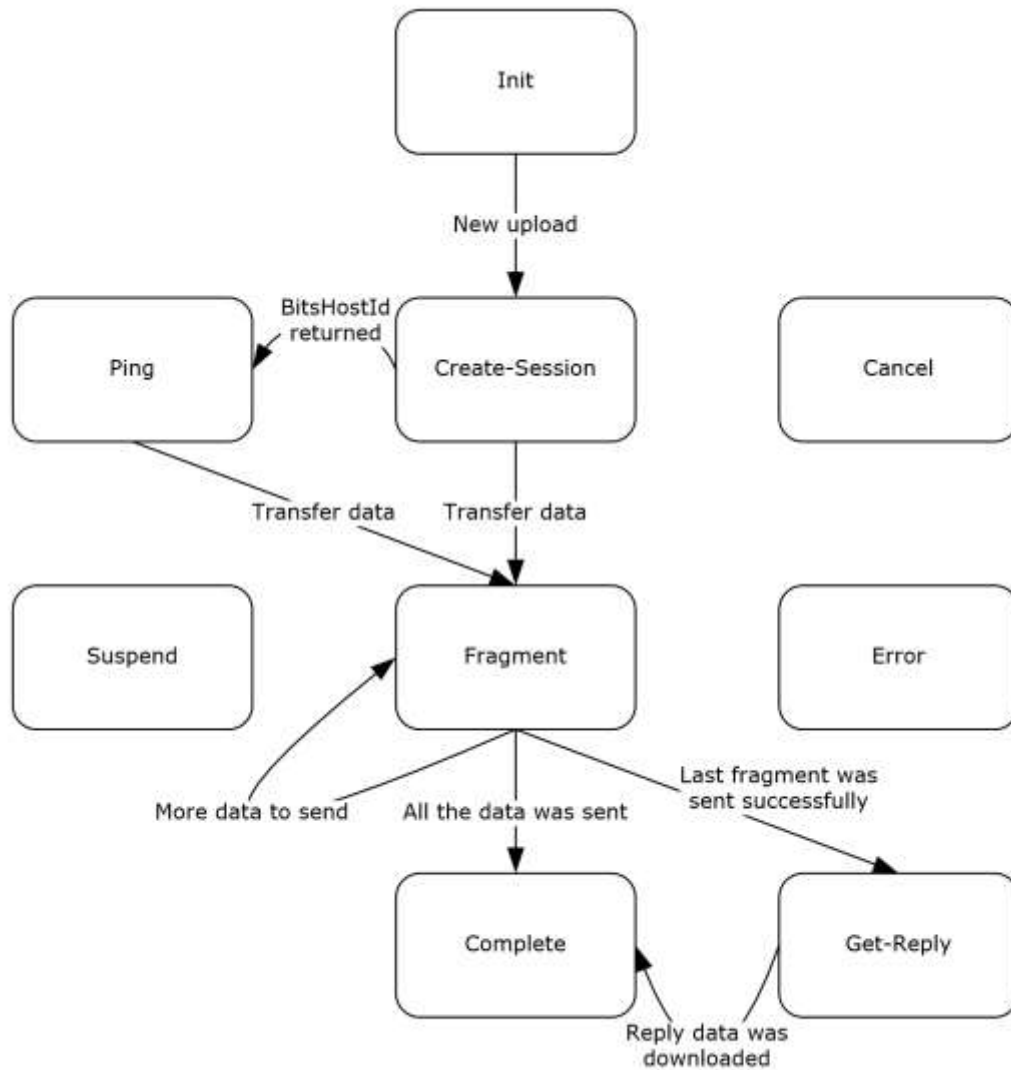 Init
New upload
BitsHostId
returned
Ping
Create-Session
Cancel
Transfer data
Transfer data
Suspend
Fragment
Error
Last fragment was
sent successfully
More data to send
All the data was sent
Complete
Get-Reply
Reply data was
downloaded